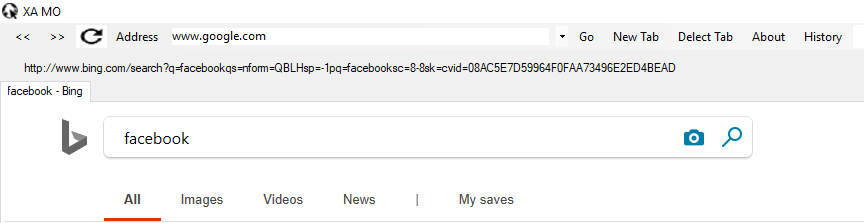 XA MO
<< >> Address www.google.com Go New Tab Delect Tab About History
http://www.bing.com/search?q=facebookqs=nform=QBLHsp=-1pq=facebooksc=8-8sk=cvid=08AC5E7D59964F0FAA73496E2ED4BEAD
facebook - Bing
facebook
All Images Videos News | My saves